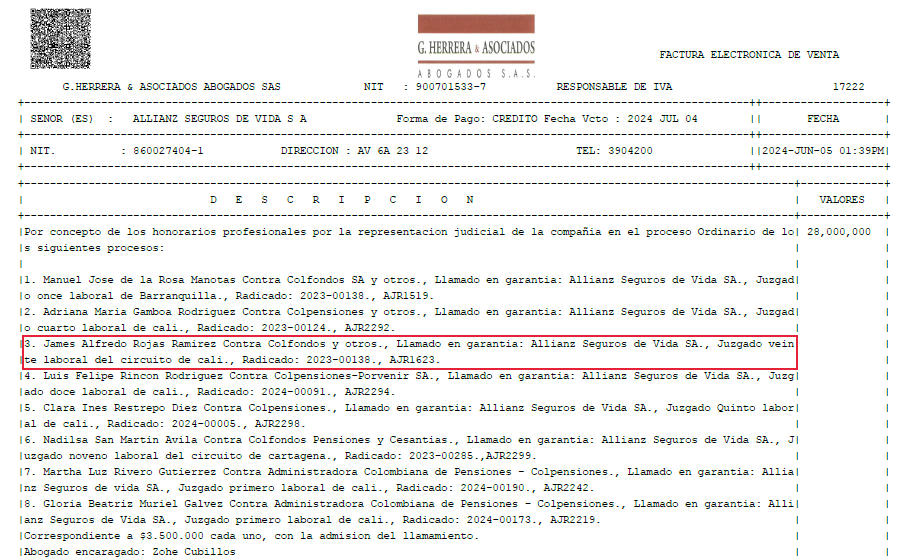 G. HERRERA & ASOCIADOS
ABOGADOS S.A.S.
FACTURA ELECTRONICA DE VENTA
G.HERRERA & ASOCIADOS ABOGADOS SAS NIT : 900701533-7 RESPONSABLE DE IVA 17222
SENOR (ES) : ALLIANZ SEGUROS DE VIDA S A Forma de Pago: CREDITO Fecha Vcto : 2024 JUL 04 FECHA
NIT. : 860027404-1 DIRECCION : AV 6A 23 12 TEL: 3904200 2024-JUN-05 01:39PM
D E S C R I P C I O N VALORES
Por concepto de los honorarios profesionales por la representacion judicial de la compañia en el proceso Ordinario de lo 28,000,000
s siguientes procesos:
1. Manuel Jose de la Rosa Manotas Contra Colfondos SA y otros., Llamado en garantia: Allianz Seguros de Vida SA., Juzgad
o once laboral de Barranquilla., Radicado: 2023-00138., AJR1519.
2. Adriana Maria Gamboa Rodriguez Contra Colpensiones y otros., Llamado en garantia: Allianz Seguros de Vida SA., Juzgad
o cuarto laboral de cali., Radicado: 2023-00124., AJR2292.
3. James Alfredo Rojas Ramirez Contra Colfondos y otros., Llamado en garantia: Allianz Seguros de Vida SA., Juzgado vein
te laboral del circuito de cali., Radicado: 2023-00138., AJR1623.
4. Luis Felipe Rincon Rodriguez Contra Colpensiones-Porvenir SA., Llamado en garantia: Allianz Seguros de Vida SA., Juzg
ado doce laboral de cali., Radicado: 2024-00091., AJR2294.
5. Clara Ines Restrepo Diez Contra Colpensiones., Llamado en garantia: Allianz Seguros de Vida SA., Juzgado Quinto labor
al de cali., Radicado: 2024-00005., AJR2298.
6. Nadilsa San Martin Avila Contra Colfondos Pensiones y Cesantias., Llamado en garantia: Allianz Seguros de Vida SA., J
uzgado noveno laboral del circuito de cartagena., Radicado: 2023-00285.,AJR2299.
7. Martha Luz Rivero Gutierrez Contra Administradora Colombiana de Pensiones - Colpensiones., Llamado en garantia: Allia
nz Seguros de vida SA., Juzgado primero laboral de cali., Radicado: 2024-00190., AJR2242.
8. Gloria Beatriz Muriel Galvez Contra Administradora Colombiana de Pensiones - Colpensiones., Llamado en garantia: Alli
anz Seguros de Vida SA., Juzgado primero laboral de cali., Radicado: 2024-00173., AJR2219.
Correspondiente a $3.500.000 cada uno, con la admision del llamamiento.
Abogado encaragado: Zohe Cubillos